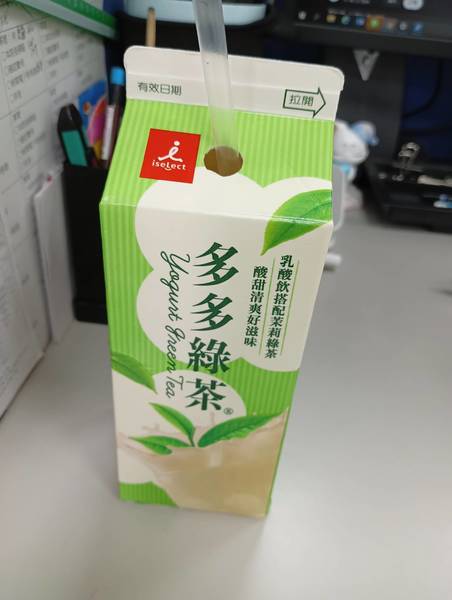 有效日期
拉開
iseLect
多多綠茶®
Yogurt Green Tea
乳酸飲搭配茉莉綠茶
酸甜清爽好滋味